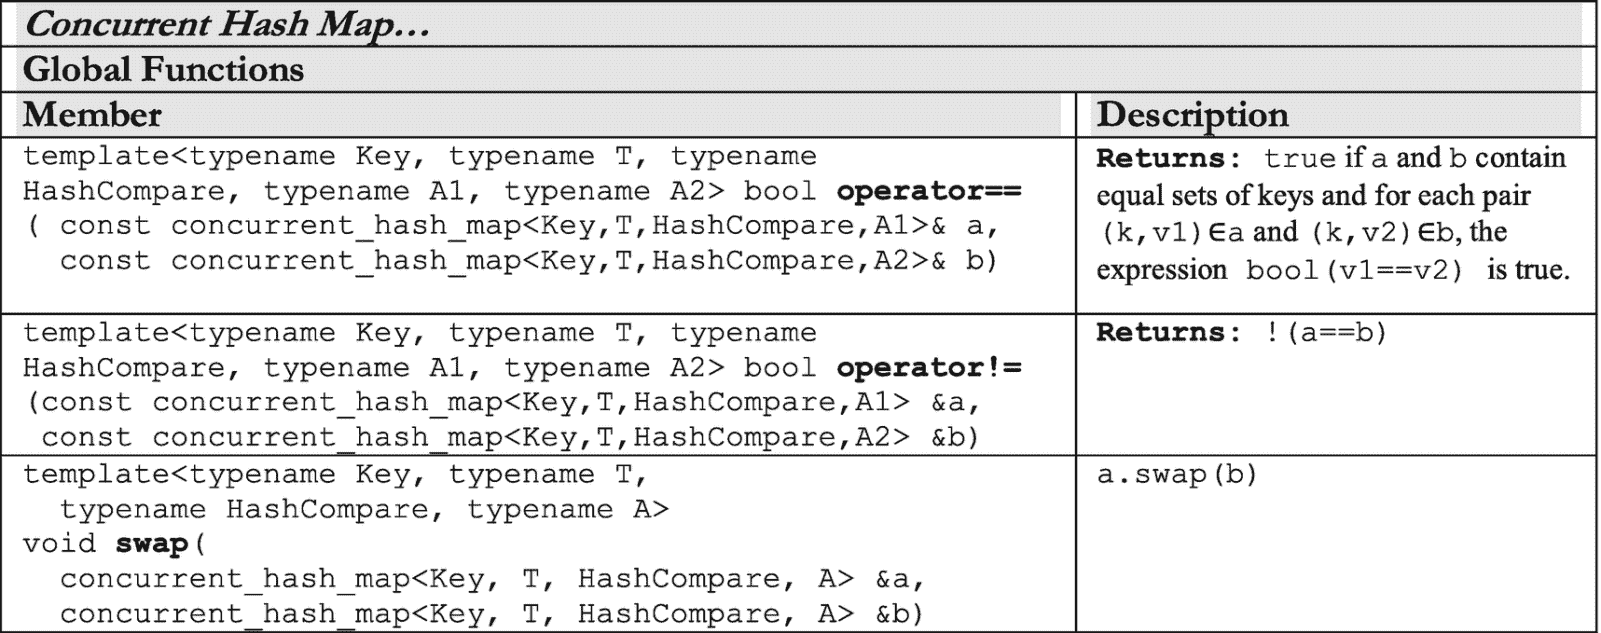 Concurrent Hash Map...
Global Functions
Member
Description
template<typename Key, typename T, typename
HashCompare, typename A1, typename A2> bool operator==
( const concurrent_hash_map<Key,T,HashCompare,A1>& a,
  const concurrent_hash_map<Key,T,HashCompare,A2>& b)
Returns: true if a and b contain
equal sets of keys and for each pair
(k,v1)∈a and (k,v2)∈b, the
expression bool(v1==v2) is true.
template<typename Key, typename T, typename
HashCompare, typename A1, typename A2> bool operator!=
(const concurrent_hash_map<Key,T,HashCompare,A1> &a,
 const concurrent_hash_map<Key,T,HashCompare,A2> &b)
Returns: !(a==b)
template<typename Key, typename T,
  typename HashCompare, typename A>
void swap(
  concurrent_hash_map<Key, T, HashCompare, A> &a,
  concurrent_hash_map<Key, T, HashCompare, A> &b)
a.swap(b)